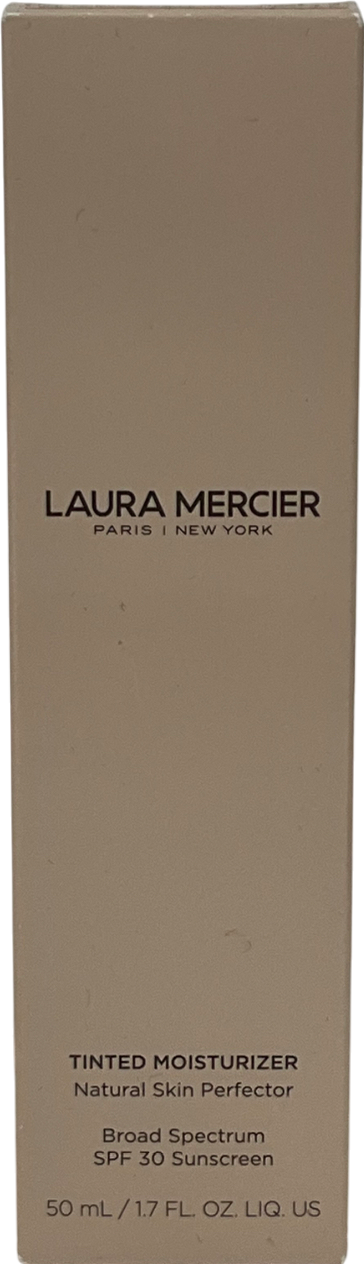 LAURA MERCIER
PARIS | NEW YORK
TINTED MOISTURIZER
Natural Skin Perfector
Broad Spectrum
SPF 30 Sunscreen
50 mL / 1.7 FL. OZ. LIQ. US